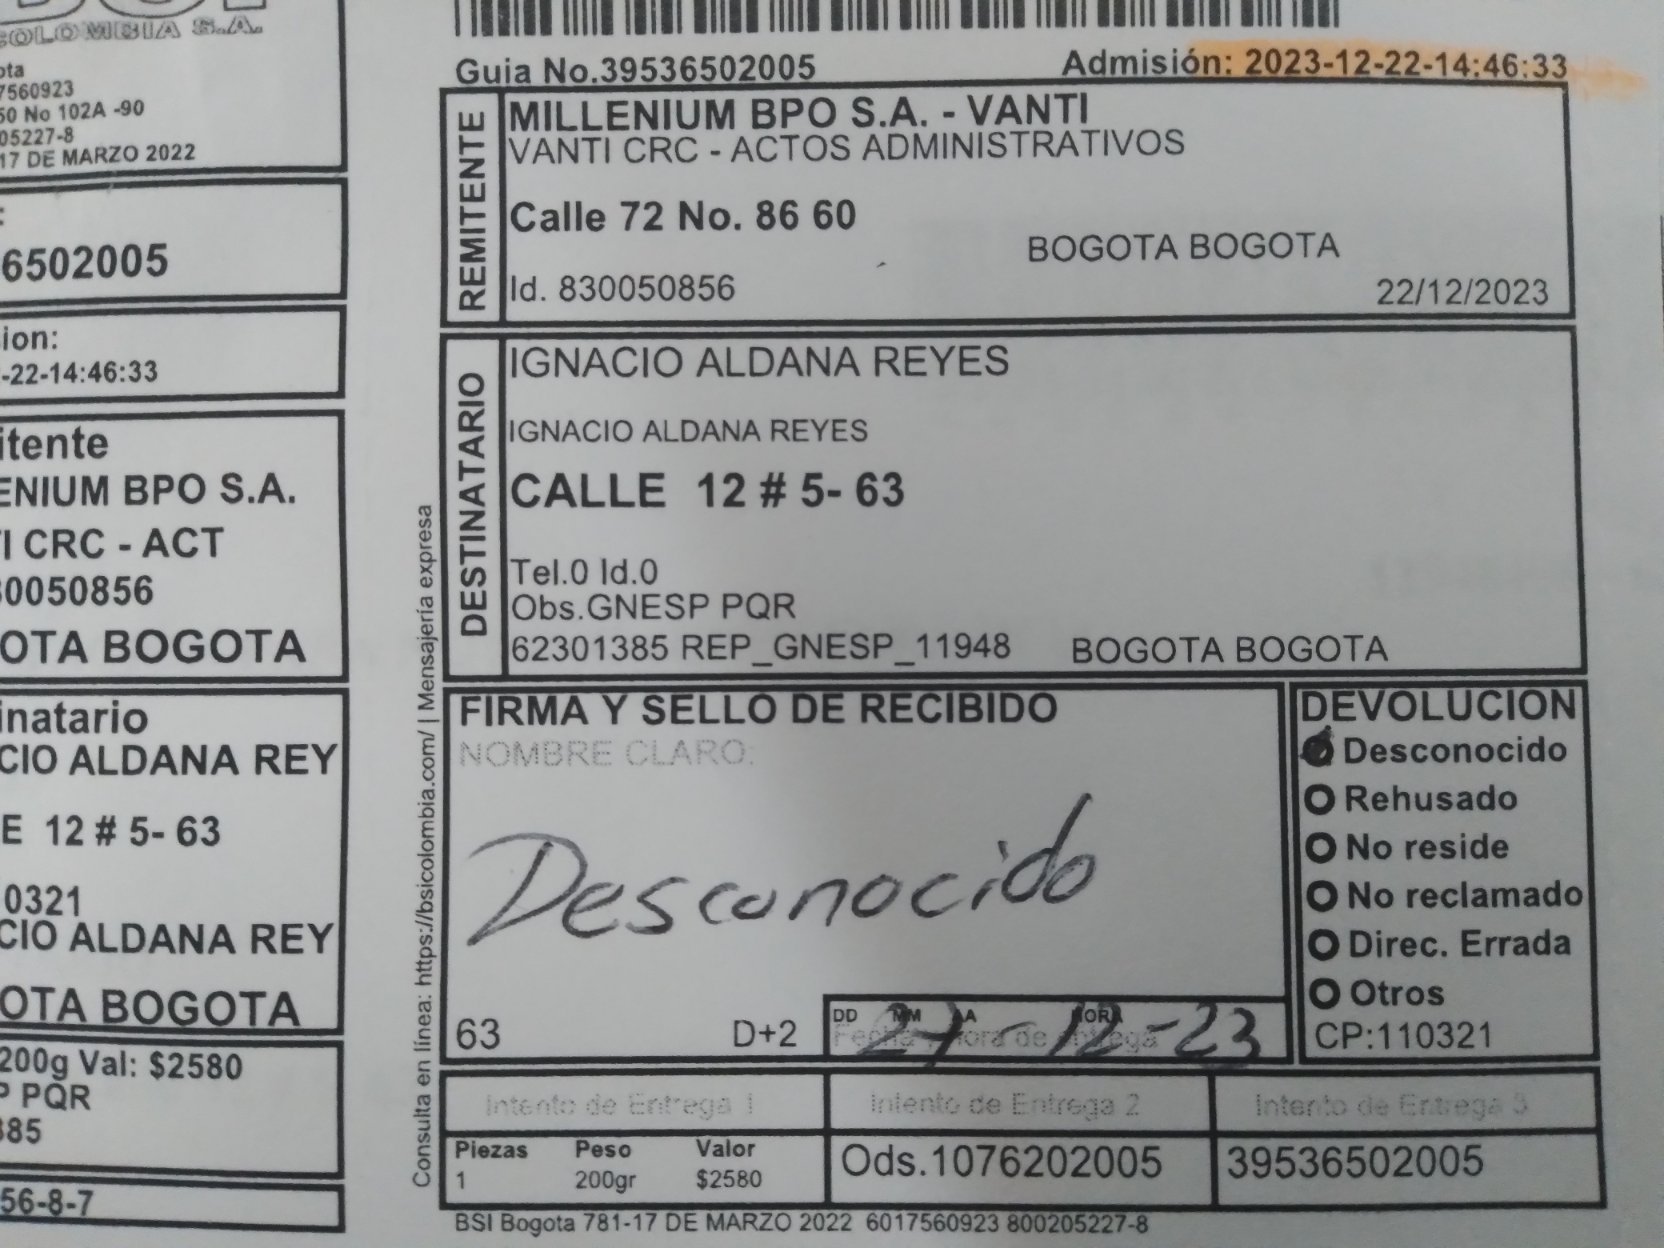 COLOMBIA S.A.
7560923
50 No 102A -90
05227-8
17 DE MARZO 2022
6502005
ion:
-22-14:46:33
itente
ENIUM BPO S.A.
I CRC - ACT
0050856
OTA BOGOTA
inatario
CIO ALDANA REY
E 12 # 5- 63
0321
CIO ALDANA REY
OTA BOGOTA
200g Val: $2580
P PQR
385
56-8-7
Consulta en línea: https://bsicolombia.com/ | Mensajería expresa
Guia No.39536502005 Admisión: 2023-12-22-14:46:33
REMITENTE
MILLENIUM BPO S.A. - VANTI
VANTI CRC - ACTOS ADMINISTRATIVOS
Calle 72 No. 86 60
BOGOTA BOGOTA
Id. 830050856
22/12/2023
DESTINATARIO
IGNACIO ALDANA REYES
IGNACIO ALDANA REYES
CALLE 12 # 5- 63
Tel.0 Id.0
Obs.GNESP PQR
62301385 REP_GNESP_11948 BOGOTA BOGOTA
FIRMA Y SELLO DE RECIBIDO
NOMBRE CLARO:
Desconocido
63 D+2
DD MM AA HORA
Fecha y Hora de entrega
27-12-23
DEVOLUCION
Desconocido
Rehusado
No reside
No reclamado
Direc. Errada
Otros
CP:110321
Intento de Entrega 1 Intento de Entrega 2 Intento de Entrega 3
Piezas Peso Valor
1 200gr $2580
Ods.1076202005 39536502005
BSI Bogota 781-17 DE MARZO 2022 6017560923 800205227-8